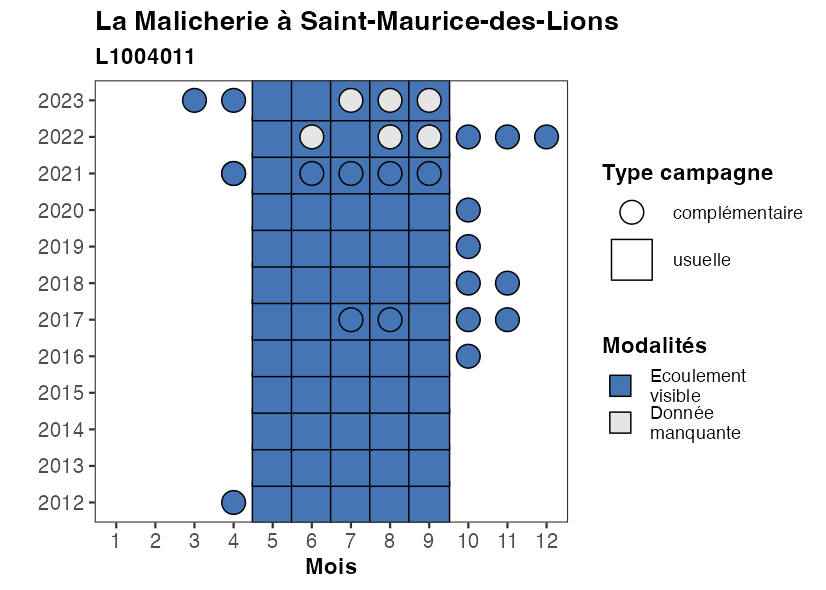 La Malicherie à Saint-Maurice-des-Lions
L1004011
2023
2022
2021
2020
2019
2018
2017
2016
2015
2014
2013
2012
1 2 3 4 5 6 7 8 9 10 11 12
Mois
Type campagne
complémentaire
usuelle
Modalités
Ecoulement
visible
Donnée
manquante